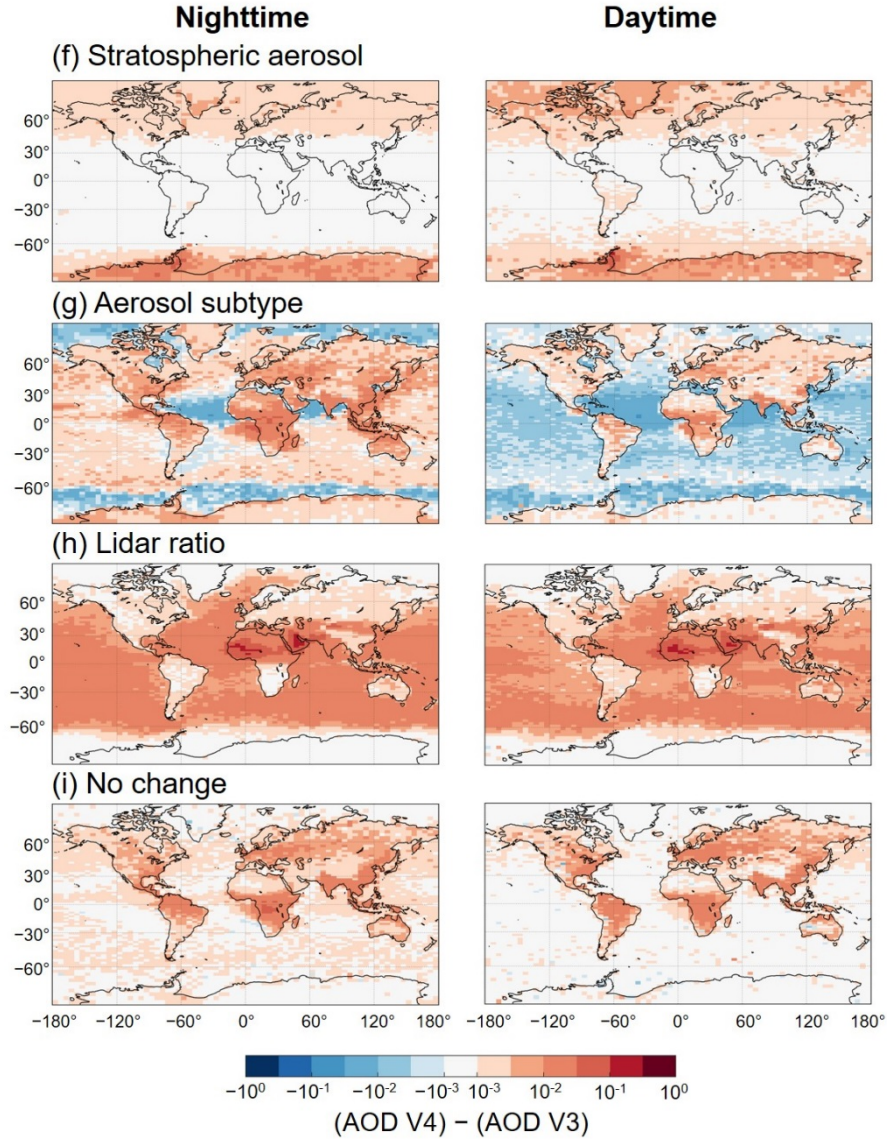 Nighttime Daytime
(f) Stratospheric aerosol
60°
30°
0°
−30°
−60°
(g) Aerosol subtype
60°
30°
0°
−30°
−60°
(h) Lidar ratio
60°
30°
0°
−30°
−60°
(i) No change
60°
30°
0°
−30°
−60°
−180° −120° −60° 0° 60° 120° 180° −180° −120° −60° 0° 60° 120° 180°
−10⁰ −10⁻¹ −10⁻² −10⁻³ 10⁻³ 10⁻² 10⁻¹ 10⁰
(AOD V4) − (AOD V3)